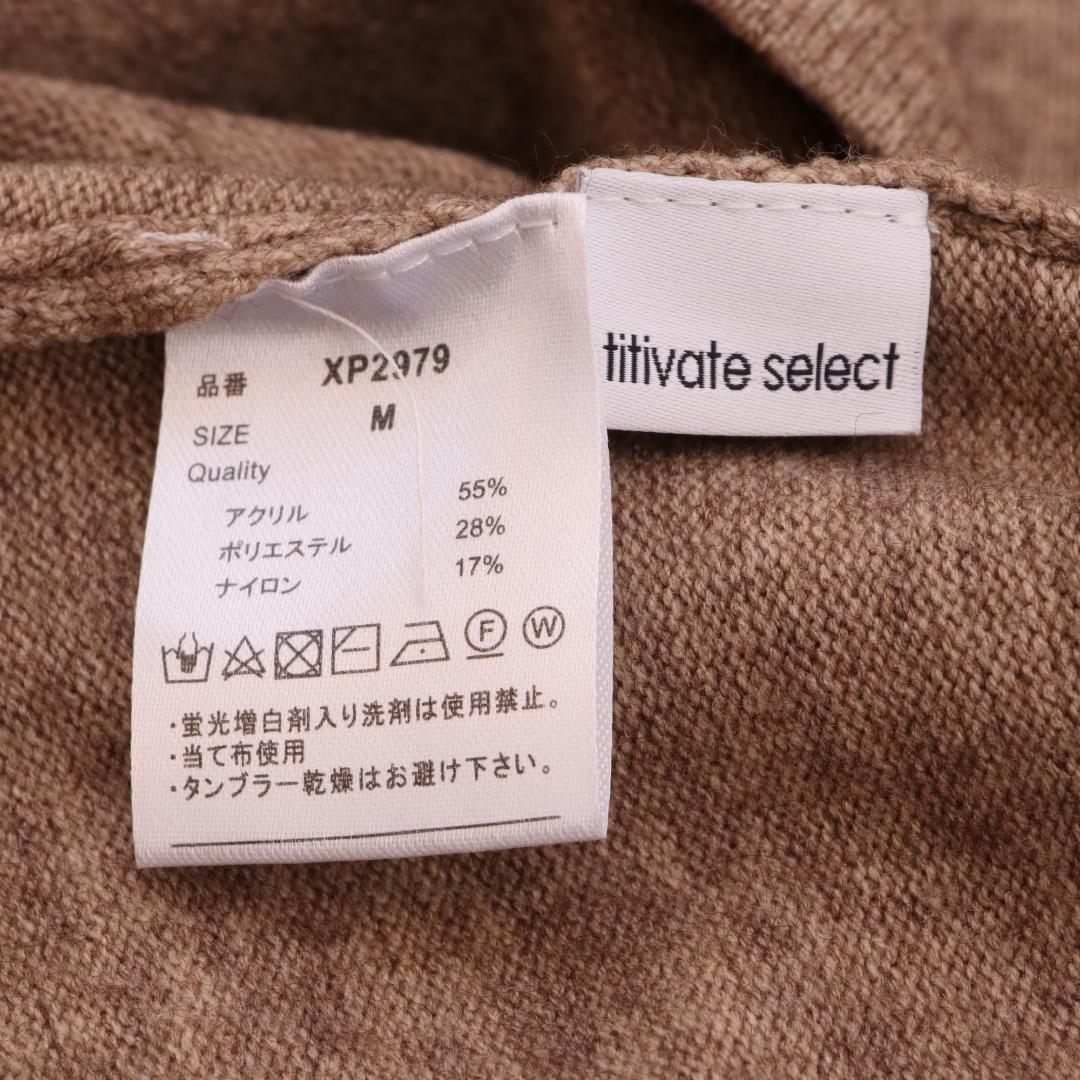 titivate select
品番 XP2979
SIZE M
Quality
アクリル 55%
ポリエステル 28%
ナイロン 17%
F W
・蛍光増白剤入り洗剤は使用禁止。
・当て布使用
・タンブラー乾燥はお避け下さい。